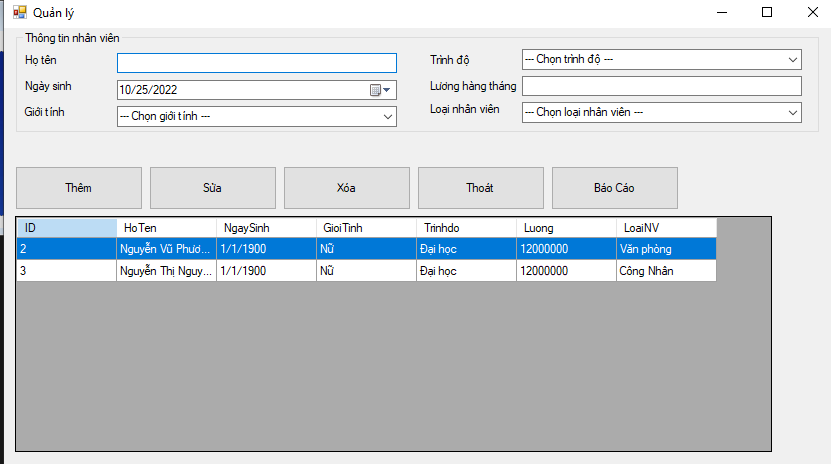 Quản lý
Thông tin nhân viên
Họ tên
Trình độ
--- Chọn trình độ ---
Ngày sinh
10/25/2022
Lương hàng tháng
Giới tính
--- Chọn giới tính ---
Loại nhân viên
--- Chọn loại nhân viên ---
Thêm Sửa Xóa Thoát Báo Cáo
ID HoTen NgaySinh GioiTinh Trinhdo Luong LoaiNV
2 Nguyễn Vũ Phươ... 1/1/1900 Nữ Đại học 12000000 Văn phòng
3 Nguyễn Thị Nguy... 1/1/1900 Nữ Đại học 12000000 Công Nhân